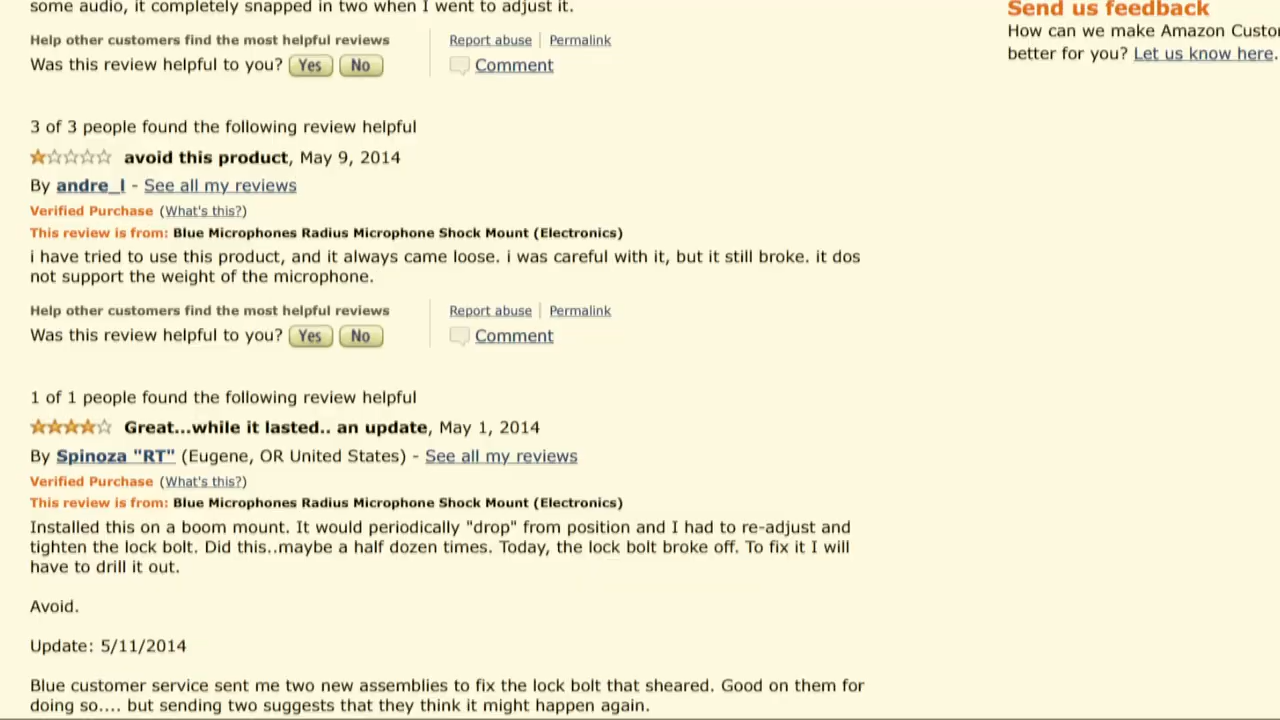 some audio, it completely snapped in two when I went to adjust it.
Help other customers find the most helpful reviews
Was this review helpful to you? Yes No
Report abuse | Permalink
Comment
3 of 3 people found the following review helpful
avoid this product, May 9, 2014
By andre_l - See all my reviews
Verified Purchase (What's this?)
This review is from: Blue Microphones Radius Microphone Shock Mount (Electronics)
i have tried to use this product, and it always came loose. i was careful with it, but it still broke. it dos
not support the weight of the microphone.
Help other customers find the most helpful reviews
Was this review helpful to you? Yes No
Report abuse | Permalink
Comment
1 of 1 people found the following review helpful
Great...while it lasted.. an update, May 1, 2014
By Spinoza "RT" (Eugene, OR United States) - See all my reviews
Verified Purchase (What's this?)
This review is from: Blue Microphones Radius Microphone Shock Mount (Electronics)
Installed this on a boom mount. It would periodically "drop" from position and I had to re-adjust and
tighten the lock bolt. Did this..maybe a half dozen times. Today, the lock bolt broke off. To fix it I will
have to drill it out.
Avoid.
Update: 5/11/2014
Blue customer service sent me two new assemblies to fix the lock bolt that sheared. Good on them for
doing so.... but sending two suggests that they think it might happen again.
Send us feedback
How can we make Amazon Custo
better for you? Let us know here.